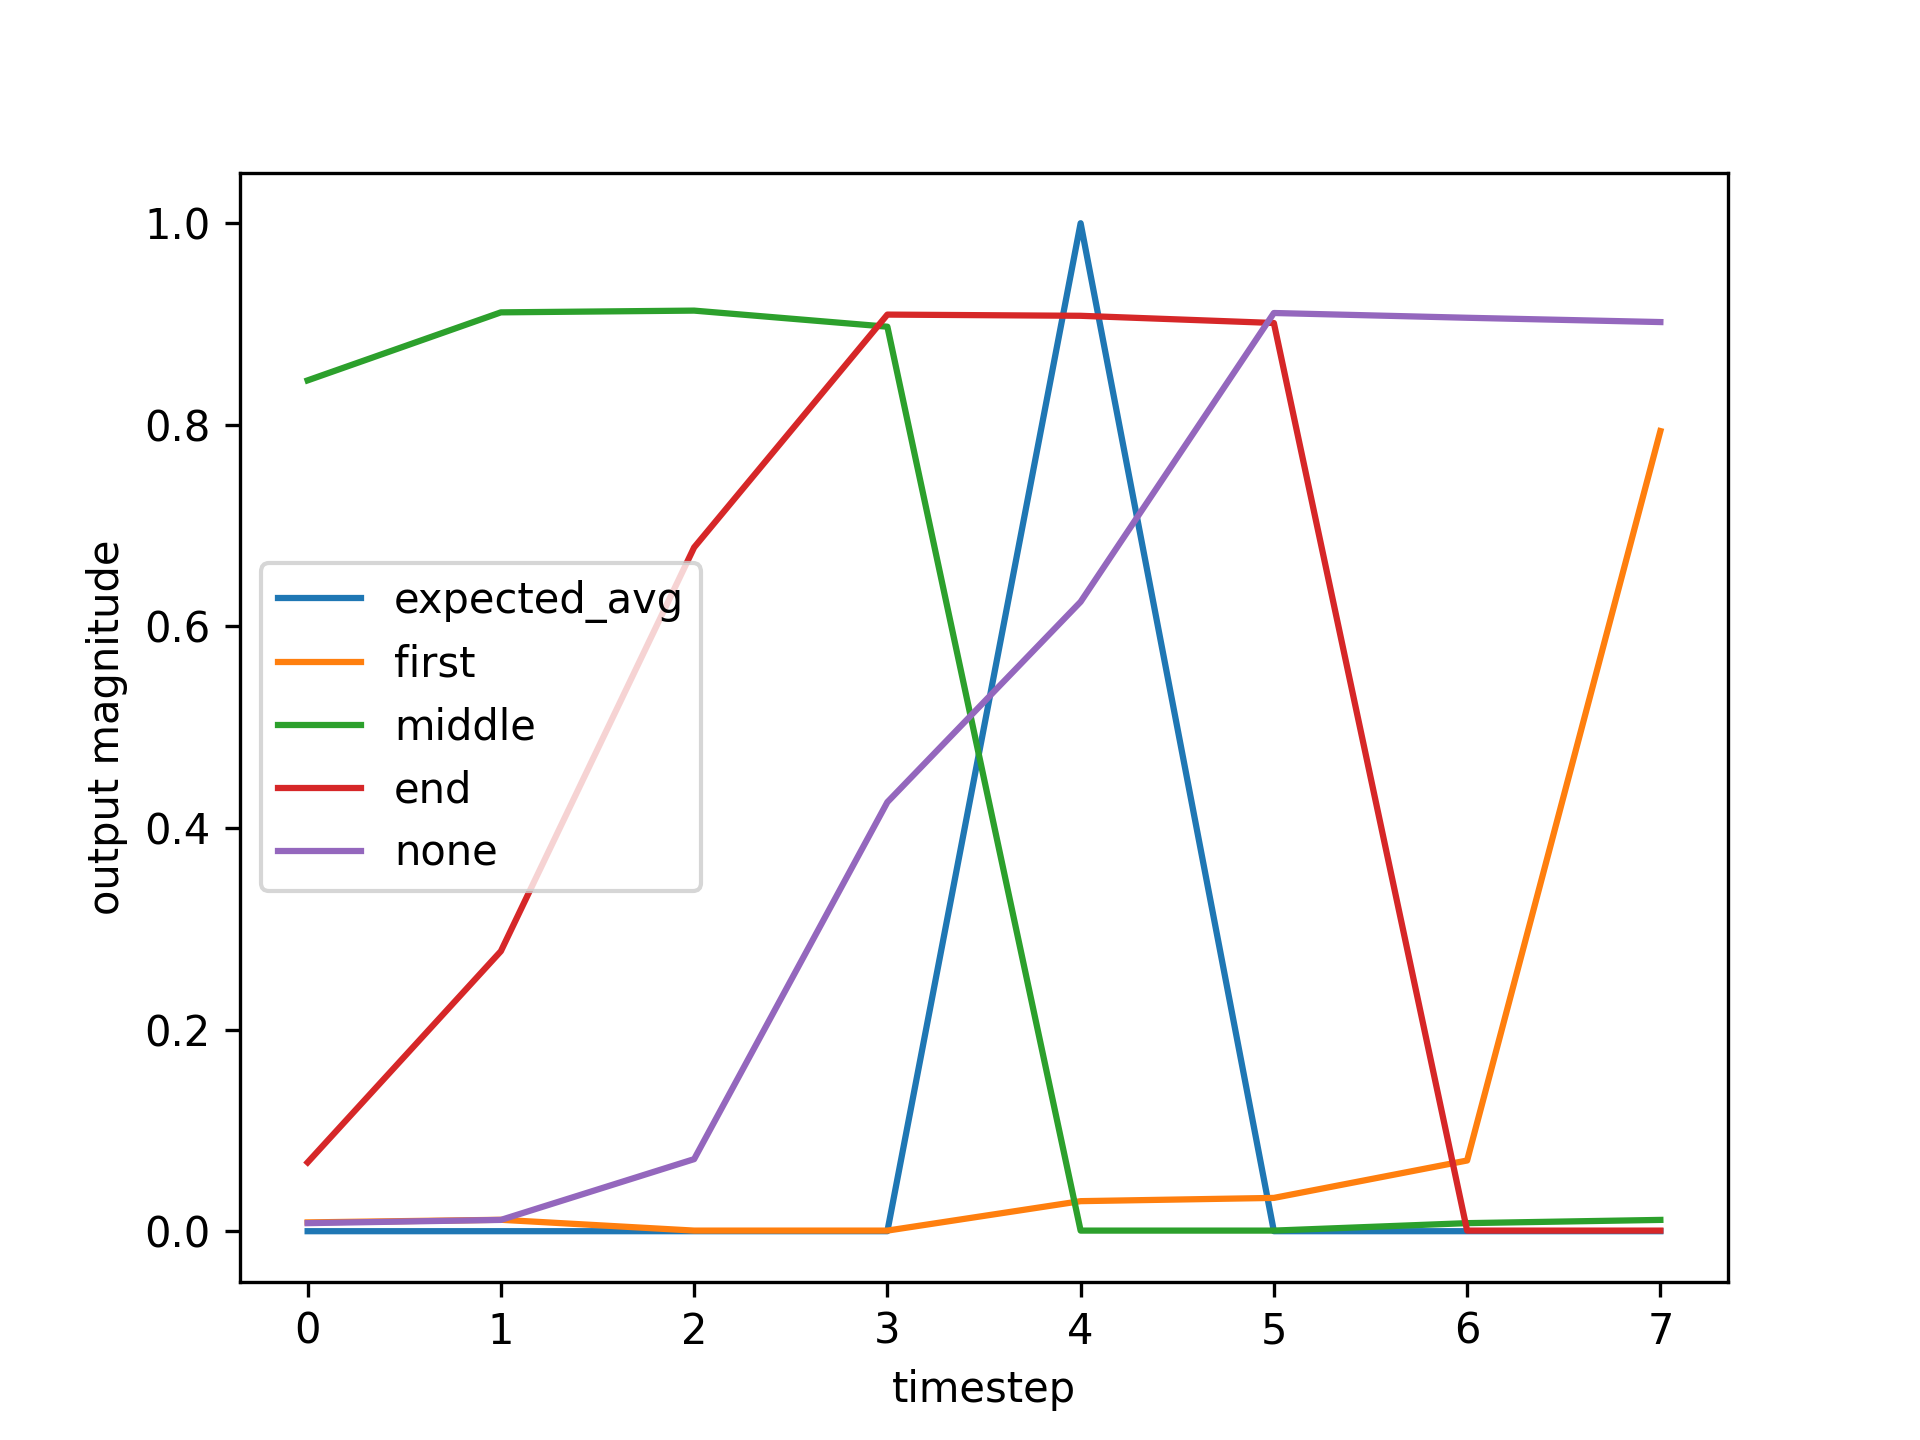 1.0
0.8
0.6
0.4
0.2
0.0
output magnitude
expected_avg
first
middle
end
none
0 1 2 3 4 5 6 7
timestep